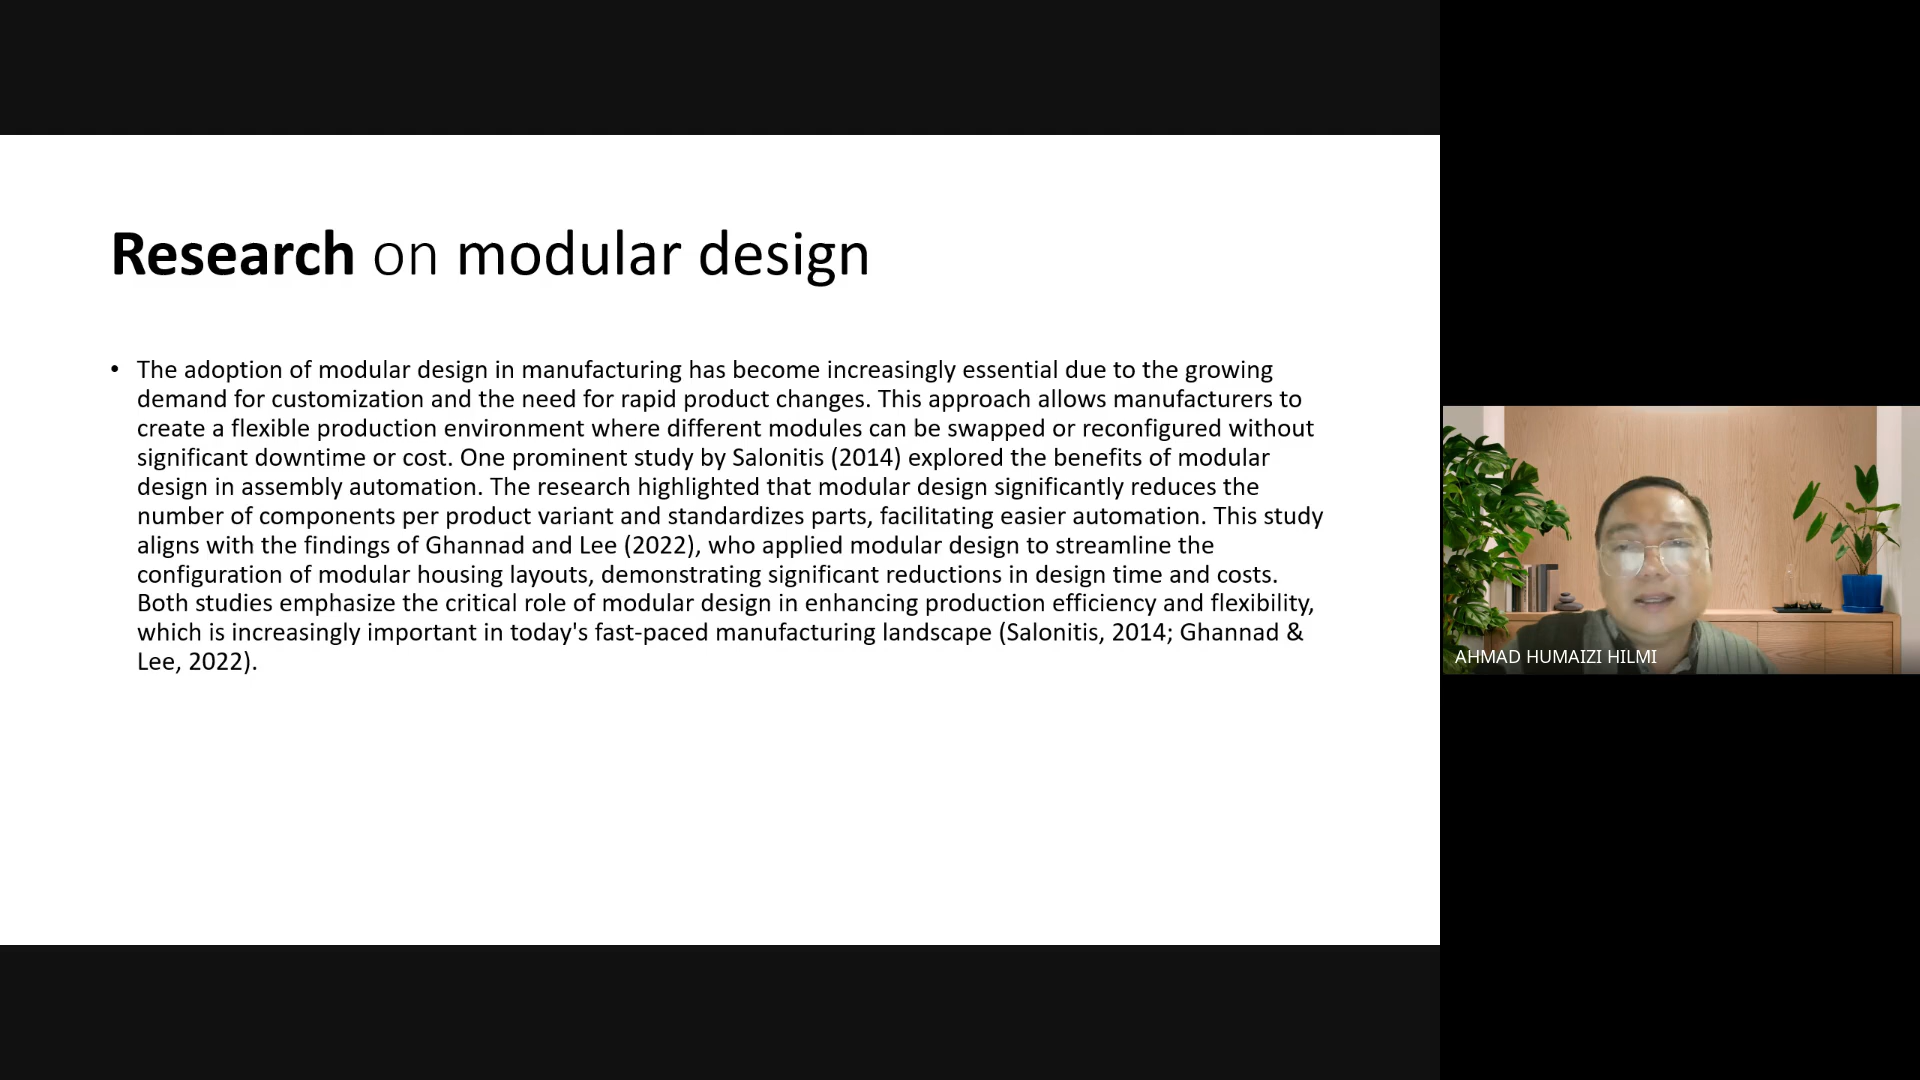 Research on modular design
• The adoption of modular design in manufacturing has become increasingly essential due to the growing
demand for customization and the need for rapid product changes. This approach allows manufacturers to
create a flexible production environment where different modules can be swapped or reconfigured without
significant downtime or cost. One prominent study by Salonitis (2014) explored the benefits of modular
design in assembly automation. The research highlighted that modular design significantly reduces the
number of components per product variant and standardizes parts, facilitating easier automation. This study
aligns with the findings of Ghannad and Lee (2022), who applied modular design to streamline the
configuration of modular housing layouts, demonstrating significant reductions in design time and costs.
Both studies emphasize the critical role of modular design in enhancing production efficiency and flexibility,
which is increasingly important in today's fast-paced manufacturing landscape (Salonitis, 2014; Ghannad &
Lee, 2022).
AHMAD HUMAIZI HILMI